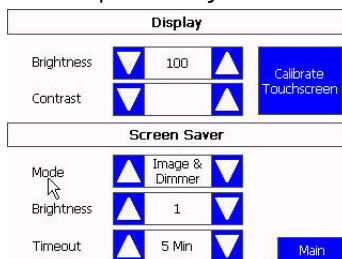 Display
Brightness
100
Calibrate
Touchscreen
Contrast
Screen Saver
Mode
Image &
Dimmer
Brightness
1
Timeout
5 Min
Main